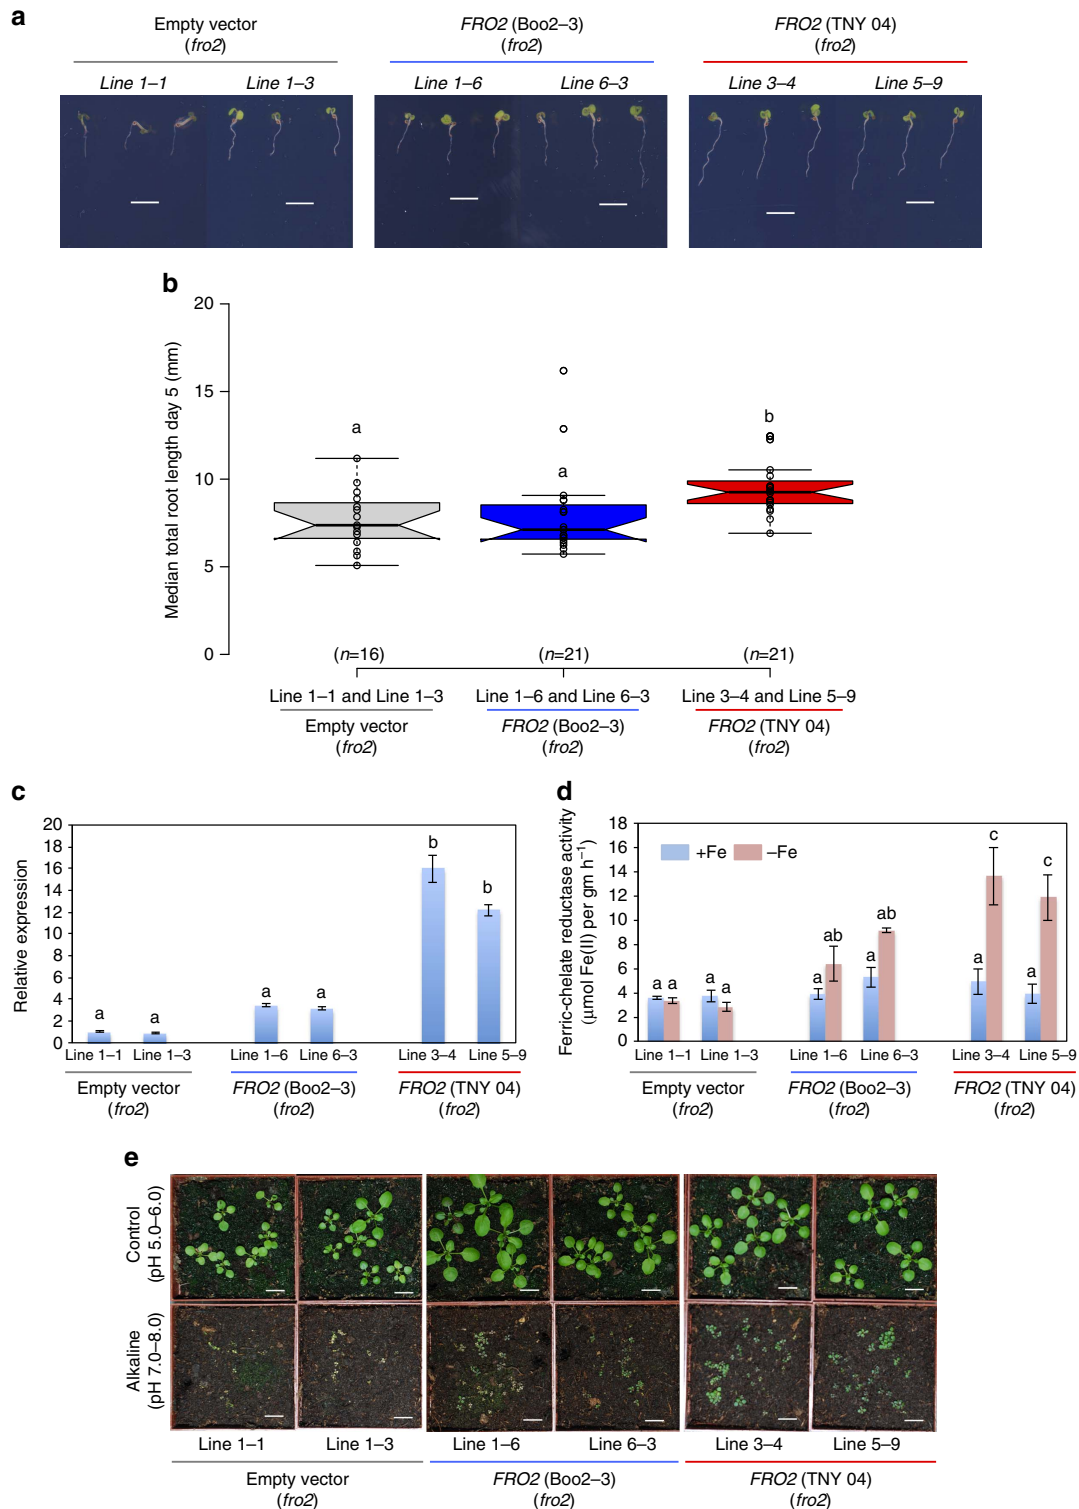 a
Empty vector
(fro2)
FRO2 (Boo2–3)
(fro2)
FRO2 (TNY 04)
(fro2)
Line 1–1
Line 1–3
Line 1–6
Line 6–3
Line 3–4
Line 5–9
b
Median total root length day 5 (mm)
20
15
10
5
0
a
a
b
(n=16)
(n=21)
(n=21)
Line 1–1 and Line 1–3
Line 1–6 and Line 6–3
Line 3–4 and Line 5–9
Empty vector
(fro2)
FRO2 (Boo2–3)
(fro2)
FRO2 (TNY 04)
(fro2)
c
Relative expression
20
18
16
14
12
10
8
6
4
2
0
a
a
a
a
b
b
Line 1–1
Line 1–3
Line 1–6
Line 6–3
Line 3–4
Line 5–9
Empty vector
(fro2)
FRO2 (Boo2–3)
(fro2)
FRO2 (TNY 04)
(fro2)
d
Ferric-chelate reductase activity
(μmol Fe(II) per gm h⁻¹)
18
16
14
12
10
8
6
4
2
0
+Fe
–Fe
a
a
a
a
a
ab
a
ab
a
c
a
c
Line 1–1
Line 1–3
Line 1–6
Line 6–3
Line 3–4
Line 5–9
Empty vector
(fro2)
FRO2 (Boo2–3)
(fro2)
FRO2 (TNY 04)
(fro2)
e
Control
(pH 5.0–6.0)
Alkaline
(pH 7.0–8.0)
Line 1–1
Line 1–3
Line 1–6
Line 6–3
Line 3–4
Line 5–9
Empty vector
(fro2)
FRO2 (Boo2–3)
(fro2)
FRO2 (TNY 04)
(fro2)